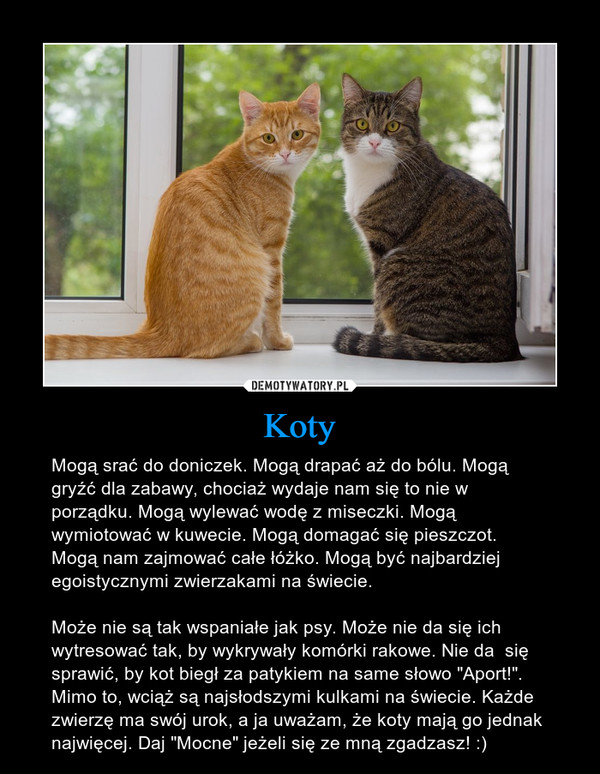 DEMOTYWATORY.PL
Koty
Mogą srać do doniczek. Mogą drapać aż do bólu. Mogą
gryźć dla zabawy, chociaż wydaje nam się to nie w
porządku. Mogą wylewać wodę z miseczki. Mogą
wymiotować w kuwecie. Mogą domagać się pieszczot.
Mogą nam zajmować całe łóżko. Mogą być najbardziej
egoistycznymi zwierzakami na świecie.
Może nie są tak wspaniałe jak psy. Może nie da się ich
wytresować tak, by wykrywały komórki rakowe. Nie da  się
sprawić, by kot biegł za patykiem na same słowo "Aport!".
Mimo to, wciąż są najsłodszymi kulkami na świecie. Każde
zwierzę ma swój urok, a ja uważam, że koty mają go jednak
najwięcej. Daj "Mocne" jeżeli się ze mną zgadzasz! :)